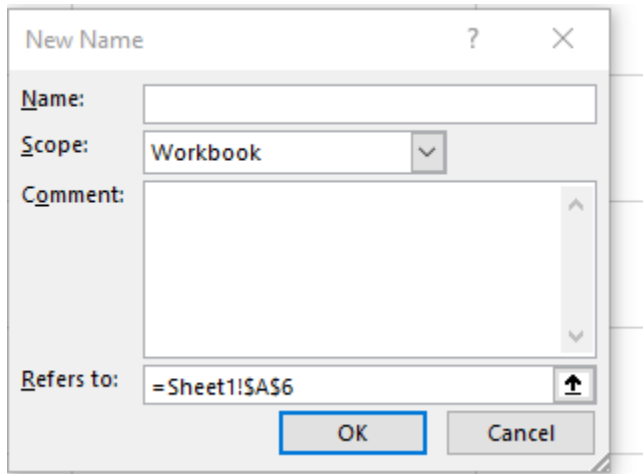 New Name ?
Name:
Scope: Workbook
Comment:
Refers to: =Sheet1!$A$6
OK Cancel